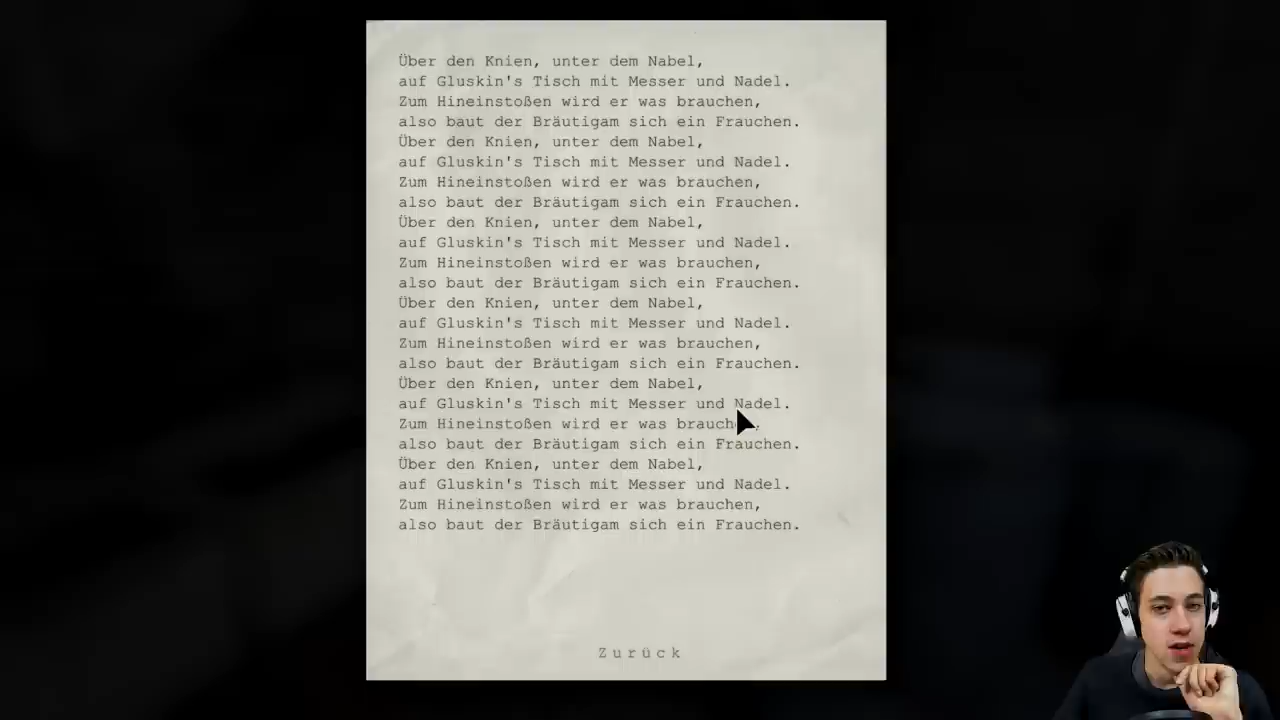 Über den Knien, unter dem Nabel,
auf Gluskin's Tisch mit Messer und Nadel.
Zum Hineinstoßen wird er was brauchen,
also baut der Bräutigam sich ein Frauchen.
Über den Knien, unter dem Nabel,
auf Gluskin's Tisch mit Messer und Nadel.
Zum Hineinstoßen wird er was brauchen,
also baut der Bräutigam sich ein Frauchen.
Über den Knien, unter dem Nabel,
auf Gluskin's Tisch mit Messer und Nadel.
Zum Hineinstoßen wird er was brauchen,
also baut der Bräutigam sich ein Frauchen.
Über den Knien, unter dem Nabel,
auf Gluskin's Tisch mit Messer und Nadel.
Zum Hineinstoßen wird er was brauchen,
also baut der Bräutigam sich ein Frauchen.
Über den Knien, unter dem Nabel,
auf Gluskin's Tisch mit Messer und Nadel.
Zum Hineinstoßen wird er was
also baut der Bräutigam sich ein Frauchen.
Über den Knien, unter dem Nabel,
auf Gluskin's Tisch mit Messer und Nadel.
Zum Hineinstoßen wird er was brauchen,
also baut der Bräutigam sich ein Frauchen.
Zurück